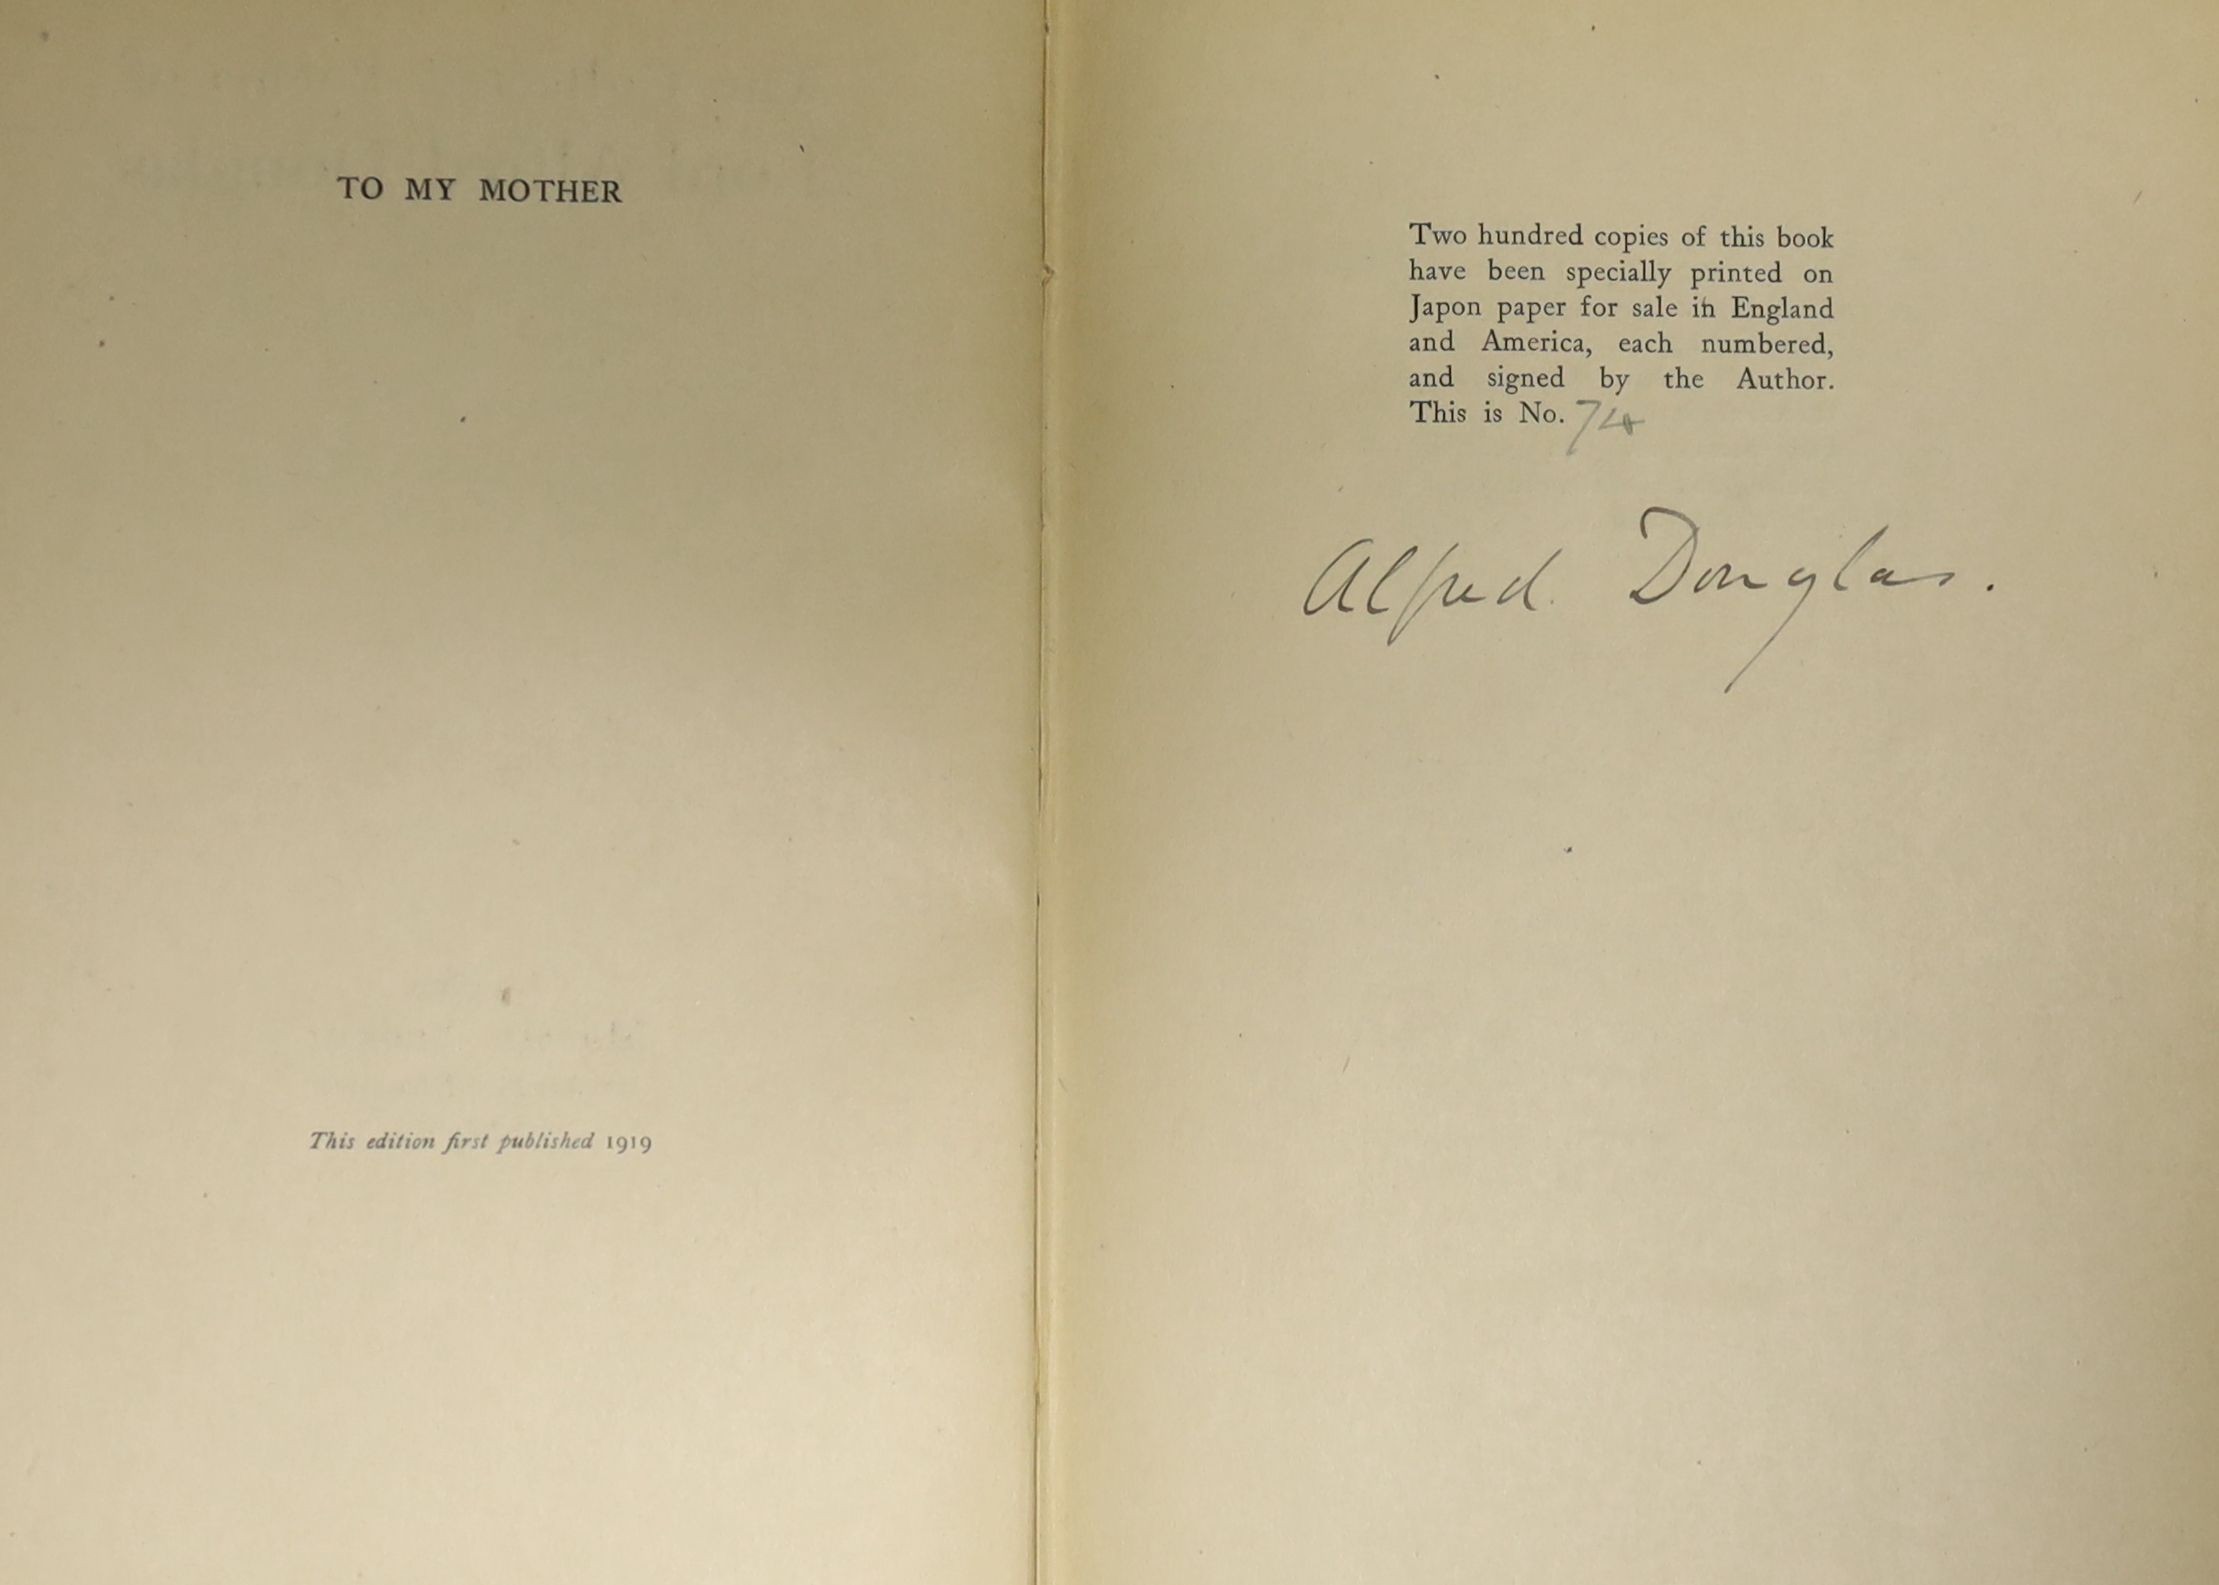 TO MY MOTHER
This edition first published 1919
Two hundred copies of this book
have been specially printed on
Japon paper for sale in England
and America, each numbered,
and signed by the Author.
This is No. 74
Alfred Douglas.